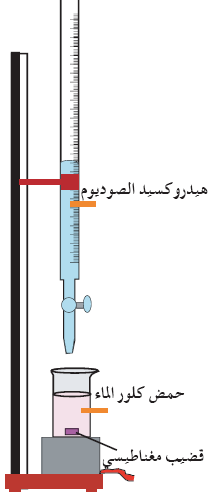 هيدروكسيد الصوديوم
حمض كلور الماء
قضيب مغناطيسي